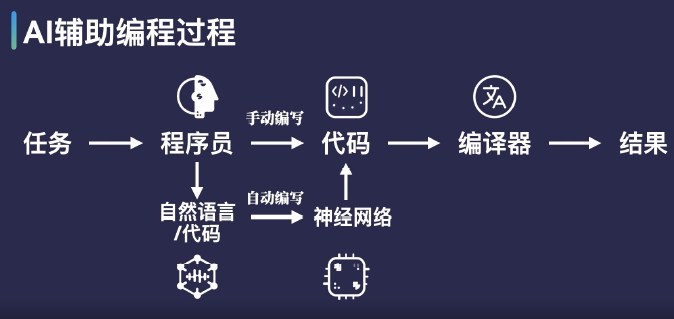 AI辅助编程过程
手动编写
任务 程序员 代码 编译器 结果
自动编写
自然语言
/代码
神经网络